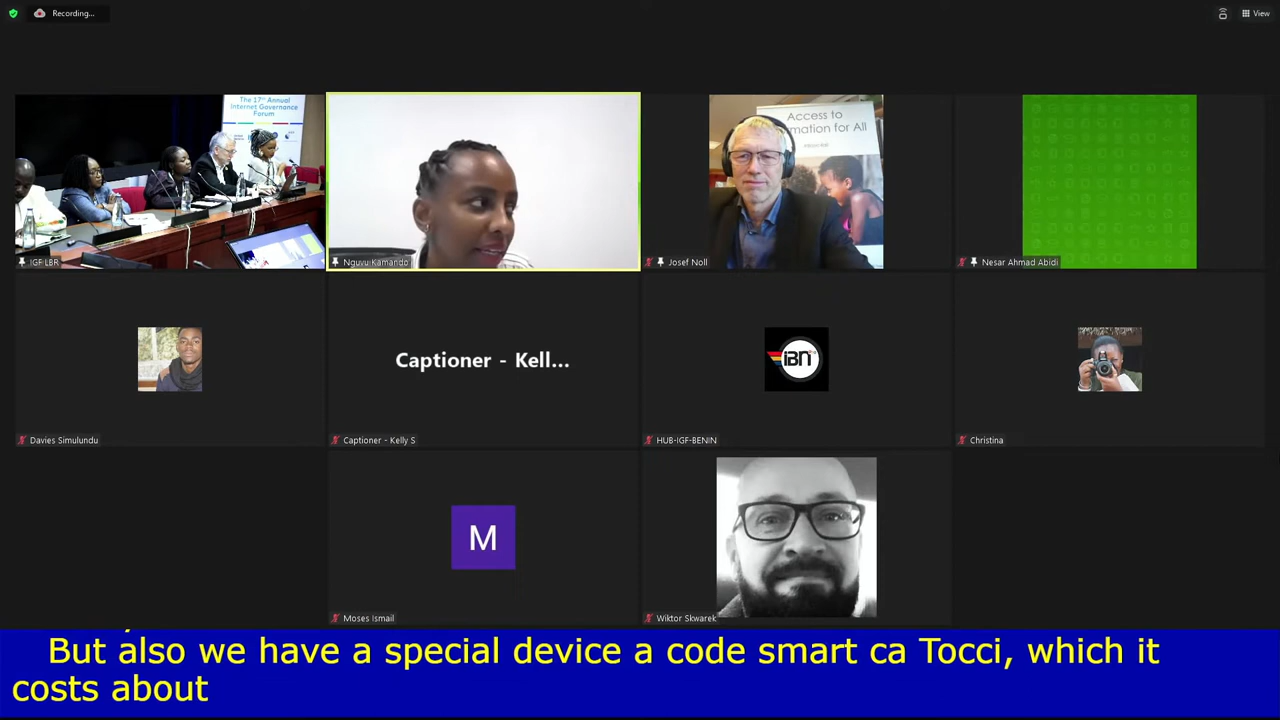 Recording...
View
The 17th Annual
Internet Governance
Forum
Access to
rmation for All
IGF LBR
Nguvu Kamando
Josef Noll
Nesar Ahmad Abidi
Captioner - Kell...
iBN
Davies Simulundu
Captioner - Kelly S
HUB-IGF-BENIN
Christina
M
Moses Ismail
Wiktor Skwarek
But also we have a special device a code smart ca Tocci, which it
costs about